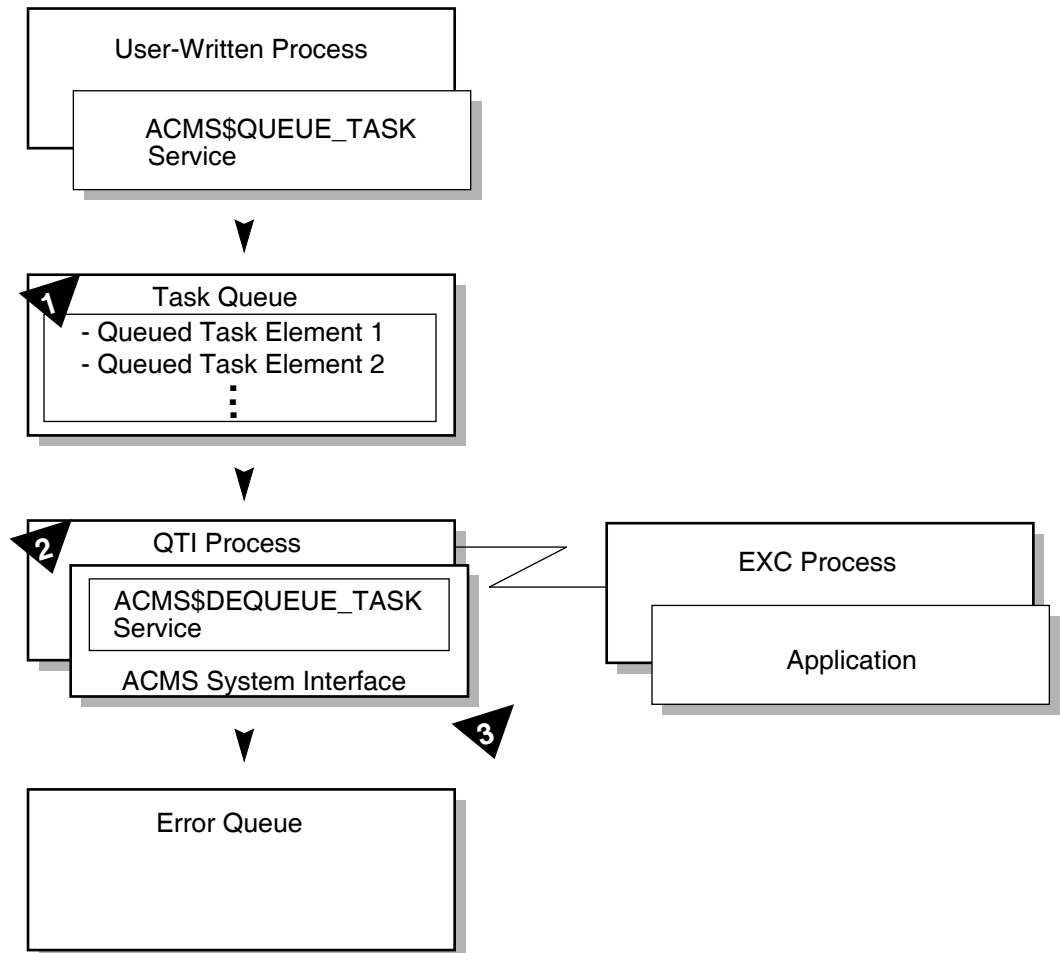 User-Written Process
ACMS$QUEUE_TASK
Service
1
Task Queue
- Queued Task Element 1
- Queued Task Element 2
2
QTI Process
ACMS$DEQUEUE_TASK
Service
ACMS System Interface
EXC Process
Application
3
Error Queue